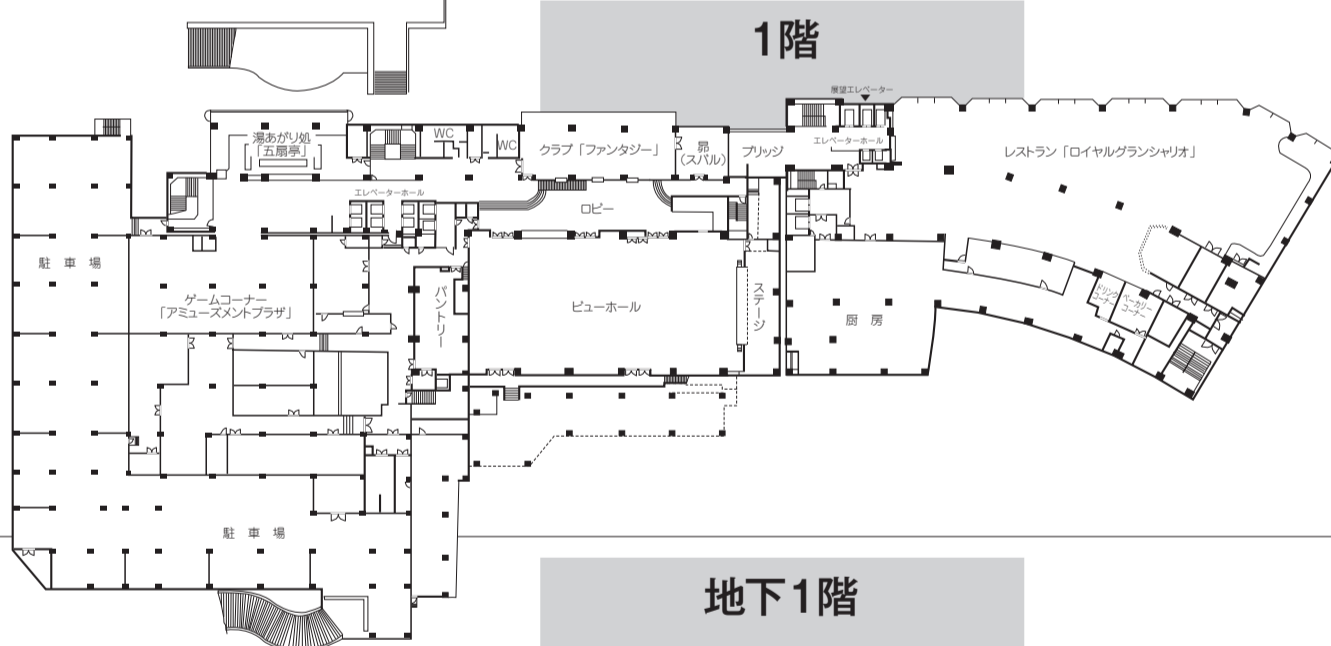 1階
展望エレベーター
湯あがり処
「五扇亭」
WC
WC
クラブ「ファンタジー」
昴
(スバル)
ブリッジ
エレベーターホール
レストラン「ロイヤルグランシャリオ」
エレベーターホール
ロビー
駐車場
ゲームコーナー
「アミューズメントプラザ」
パントリー
ビューホール
ステージ
厨房
ドリンク
コーナー
ベーカリー
コーナー
駐車場
地下1階